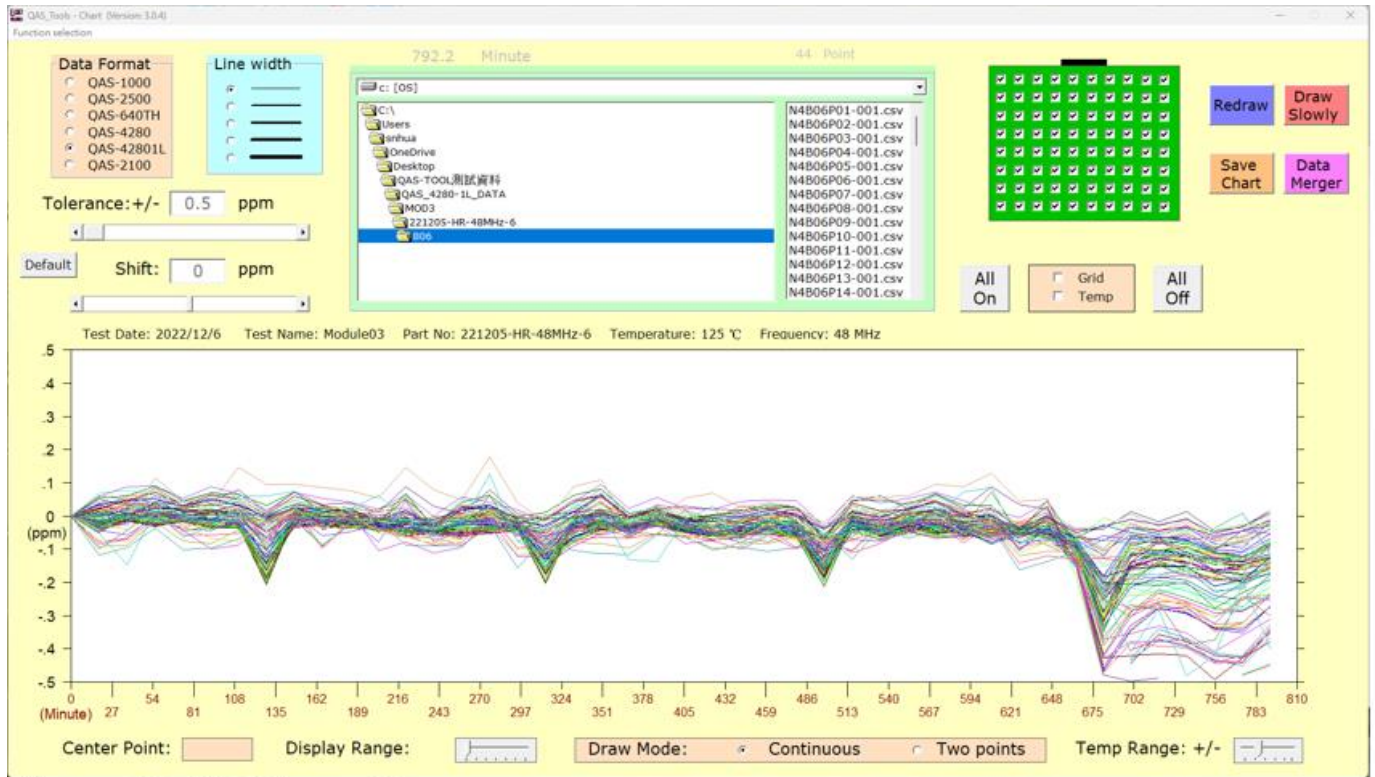 QAS_Tools - Chart (Version: 3.0.4)
Function selection
792.2 Minute
44 Point
Data Format
QAS-1000
QAS-2500
QAS-640TH
QAS-4280
QAS-42801L
QAS-2100
Line width
c: [OS]
C:\
Users
snhua
OneDrive
Desktop
QAS-TOOL測試資料
QAS_4280-1L_DATA
MOD3
221205-HR-48MHz-6
B06
N4B06P01-001.csv
N4B06P02-001.csv
N4B06P03-001.csv
N4B06P04-001.csv
N4B06P05-001.csv
N4B06P06-001.csv
N4B06P07-001.csv
N4B06P08-001.csv
N4B06P09-001.csv
N4B06P10-001.csv
N4B06P11-001.csv
N4B06P12-001.csv
N4B06P13-001.csv
N4B06P14-001.csv
Redraw
Draw
Slowly
Save
Chart
Data
Merger
Tolerance:+/- 0.5 ppm
Default
Shift: 0 ppm
All
On
Grid
Temp
All
Off
Test Date: 2022/12/6 Test Name: Module03 Part No: 221205-HR-48MHz-6 Temperature: 125 ℃ Frequency: 48 MHz
.5
.4
.3
.2
.1
0
(ppm)
-.1
-.2
-.3
-.4
-.5
0 54 108 162 216 270 324 378 432 486 540 594 648 702 756 810
(Minute) 27 81 135 189 243 297 351 405 459 513 567 621 675 729 783
Center Point: Display Range: Draw Mode: Continuous Two points Temp Range: +/-